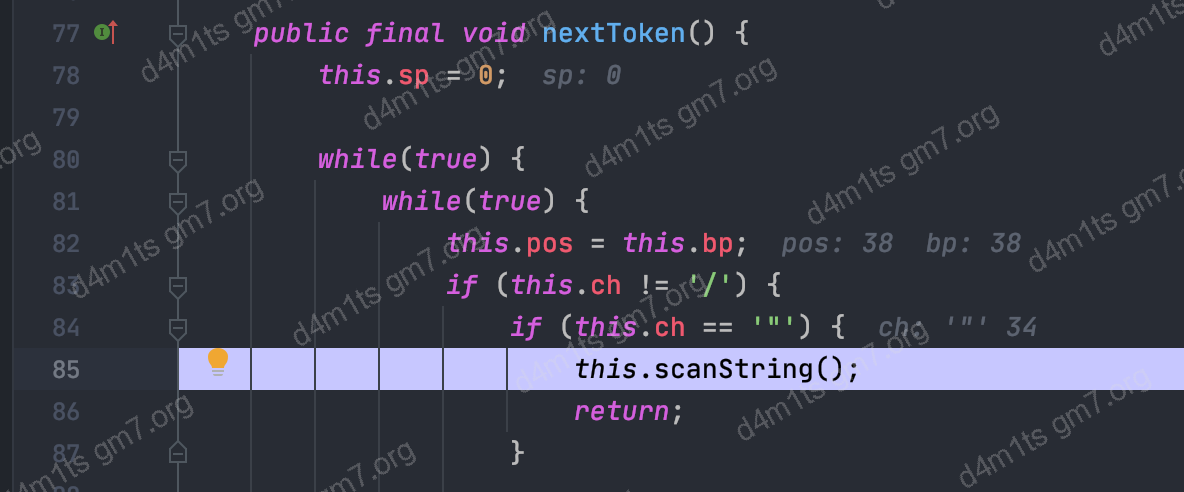 77 public final void nextToken() {
78 this.sp = 0; sp: 0
79
80 while(true) {
81 while(true) {
82 this.pos = this.bp; pos: 38 bp: 38
83 if (this.ch != '/') {
84 if (this.ch == '"') { ch: '"' 34
85 this.scanString();
86 return;
87 }
d4m1ts gm7.org